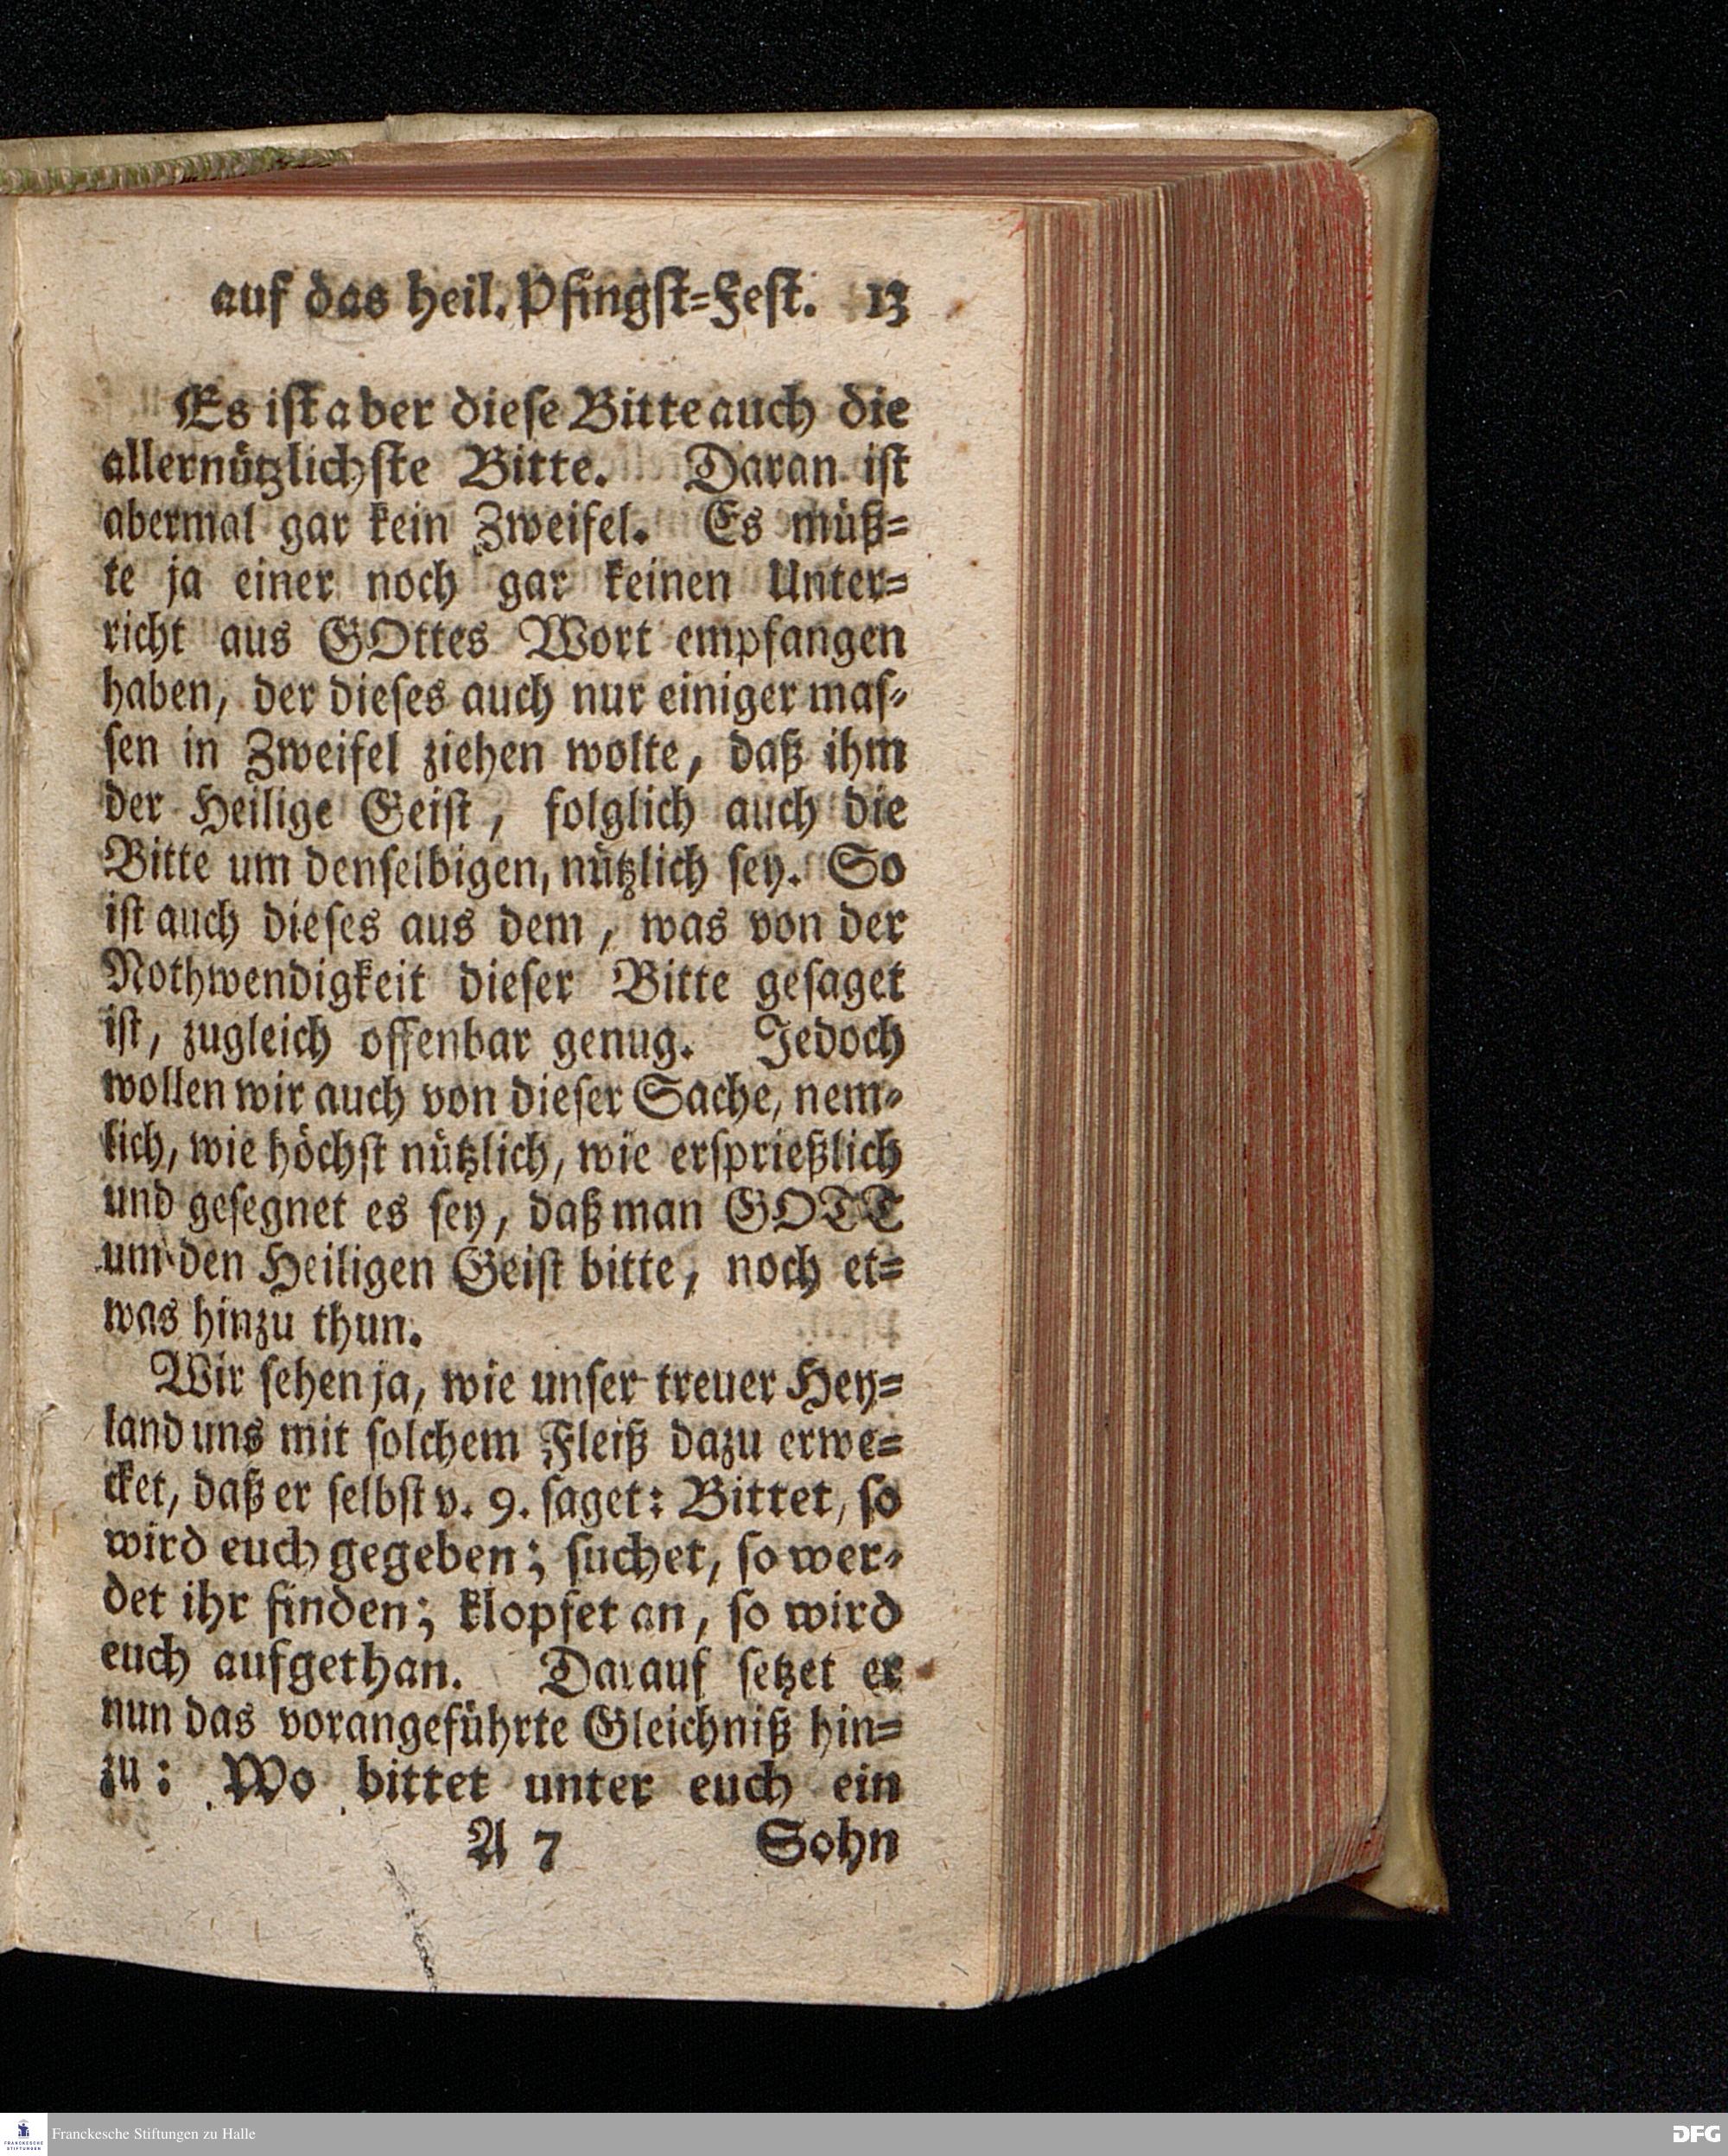 auf das heil. Pfingst=Fest. 13
Es ist aber diese Bitte auch die
allernützlichste Bitte. Daran ist
abermal gar kein Zweifel. Es müß=
te ja einer noch gar keinen Unter=
richt aus GOttes Wort empfangen
haben, der dieses auch nur einiger mas=
sen in Zweifel ziehen wolte, daß ihm
der Heilige Geist, folglich auch die
Bitte um denselbigen, nützlich sey. So
ist auch dieses aus dem, was von der
Nothwendigkeit dieser Bitte gesaget
ist, zugleich offenbar genug. Jedoch
wollen wir auch von dieser Sache, nem=
lich, wie höchst nützlich, wie ersprießlich
und gesegnet es sey, daß man GOTT
um den Heiligen Geist bitte, noch et=
was hinzu thun.
Wir sehen ja, wie unser treuer Hey=
land uns mit solchem Fleiß dazu erwe=
cket, daß er selbst v. 9. saget: Bittet, so
wird euch gegeben; suchet, so wer=
det ihr finden; klopfet an, so wird
euch aufgethan. Darauf setzet er
nun das vorangeführte Gleichniß hin=
zu: Wo bittet unter euch ein
A 7 Sohn
FRANCKESCHE
STIFTUNGEN
Franckesche Stiftungen zu Halle
DFG